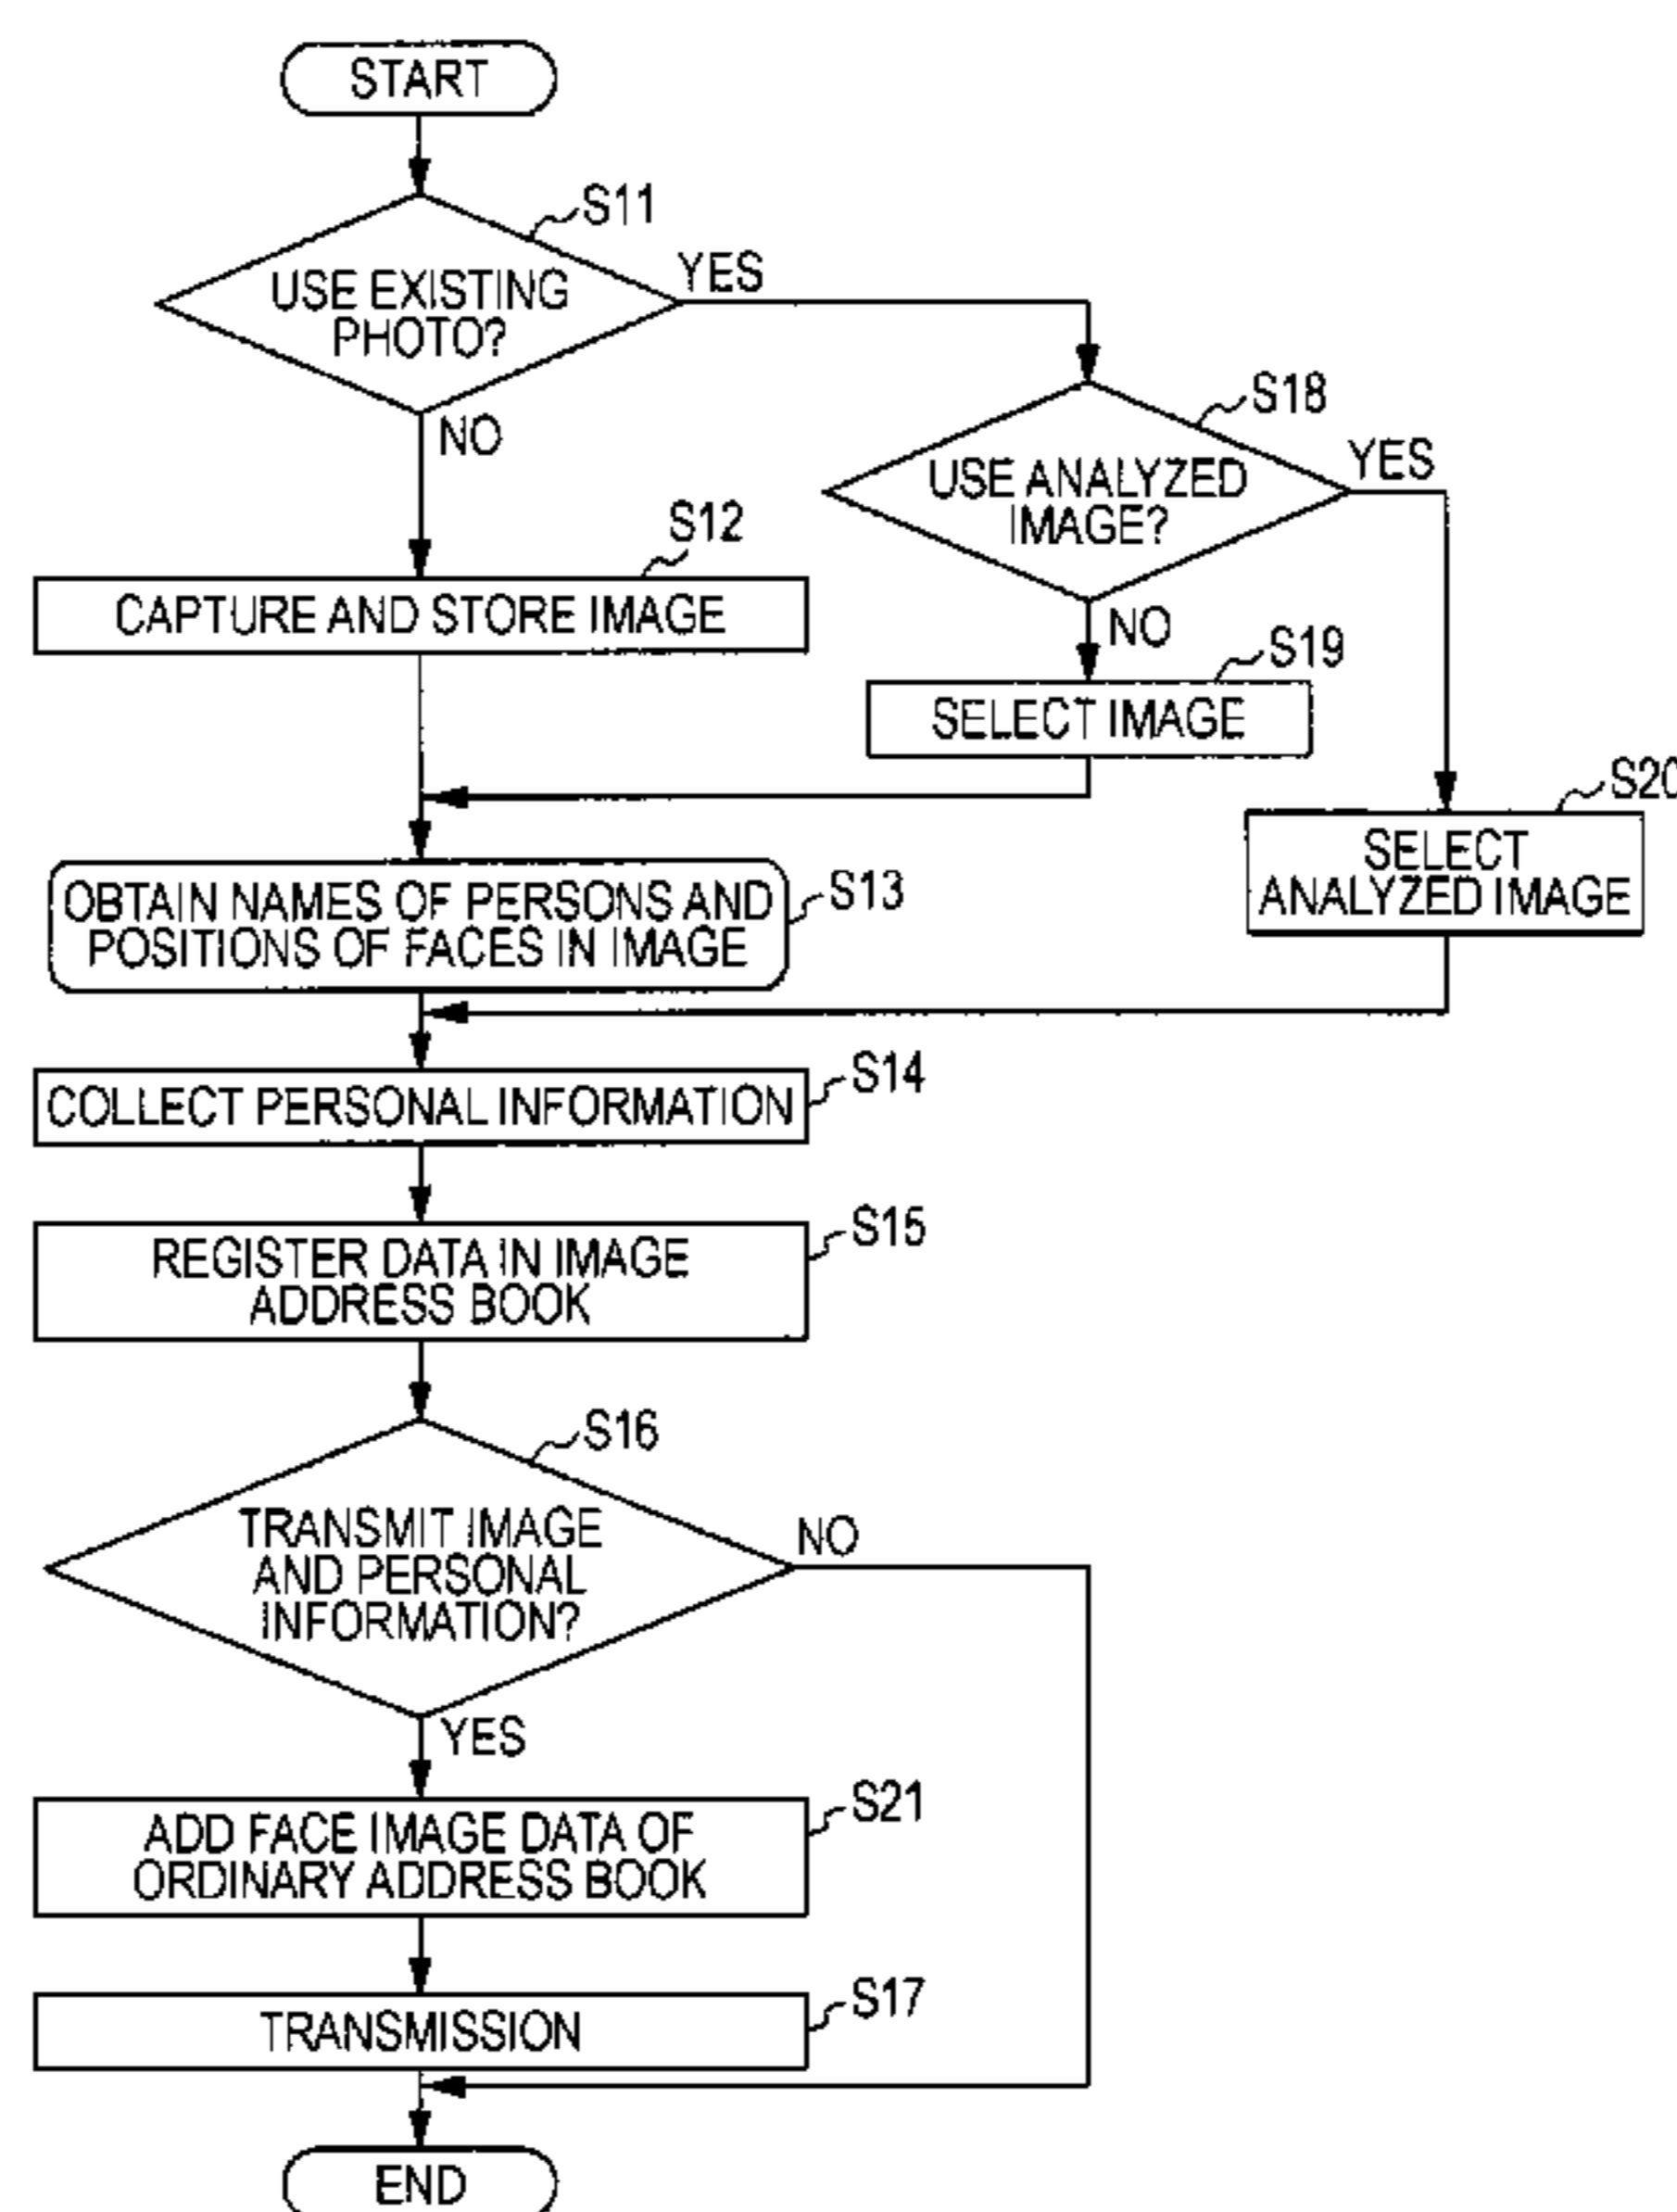 START
S11
USE EXISTING
PHOTO?
YES
NO
S18
USE ANALYZED
IMAGE?
YES
NO
S12
CAPTURE AND STORE IMAGE
S19
SELECT IMAGE
S20
SELECT
ANALYZED IMAGE
OBTAIN NAMES OF PERSONS AND
POSITIONS OF FACES IN IMAGE
S13
COLLECT PERSONAL INFORMATION
S14
REGISTER DATA IN IMAGE
ADDRESS BOOK
S15
S16
TRANSMIT IMAGE
AND PERSONAL
INFORMATION?
NO
YES
ADD FACE IMAGE DATA OF
ORDINARY ADDRESS BOOK
S21
TRANSMISSION
S17
END